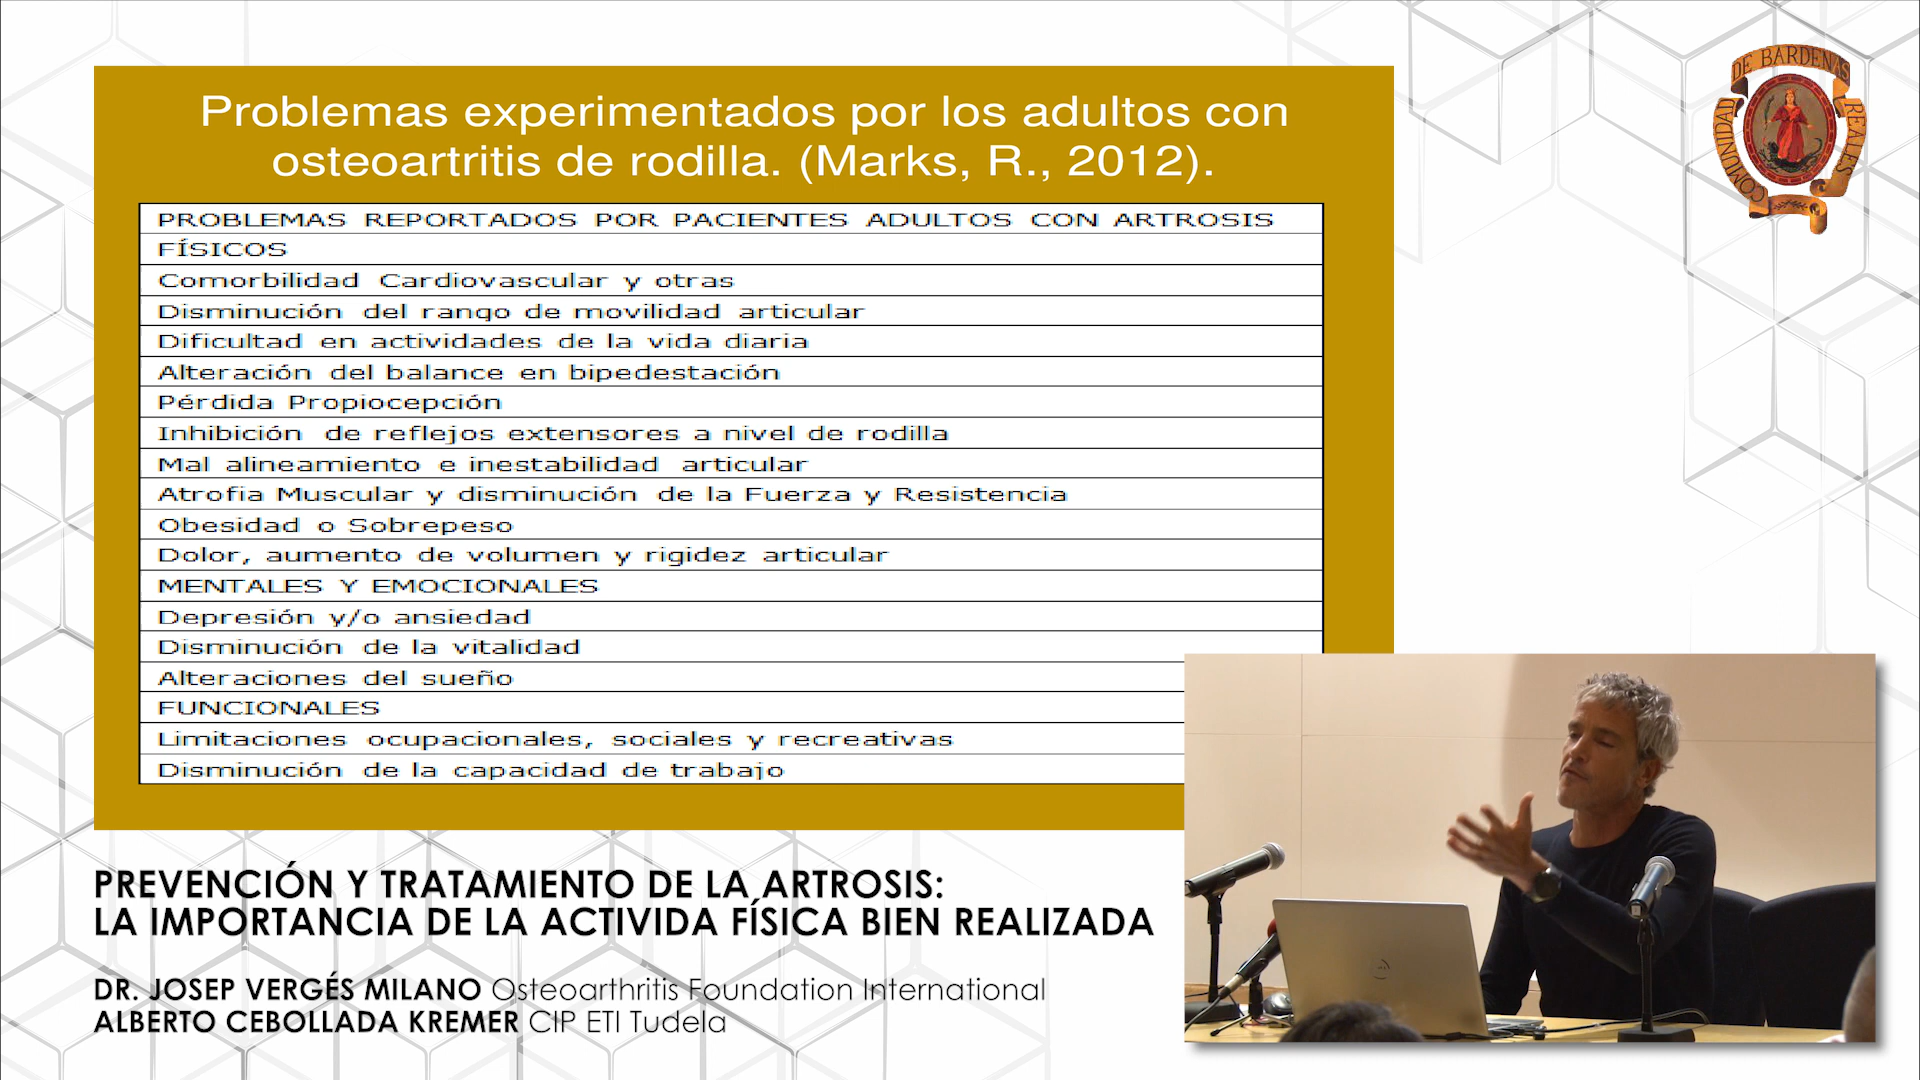 Problemas experimentados por los adultos con
osteoartritis de rodilla. (Marks, R., 2012).
PROBLEMAS REPORTADOS POR PACIENTES ADULTOS CON ARTROSIS
FÍSICOS
Comorbilidad Cardiovascular y otras
Disminución del rango de movilidad articular
Dificultad en actividades de la vida diaria
Alteración del balance en bipedestación
Pérdida Propiocepción
Inhibición de reflejos extensores a nivel de rodilla
Mal alineamiento e inestabilidad articular
Atrofia Muscular y disminución de la Fuerza y Resistencia
Obesidad o Sobrepeso
Dolor, aumento de volumen y rigidez articular
MENTALES Y EMOCIONALES
Depresión y/o ansiedad
Disminución de la vitalidad
Alteraciones del sueño
FUNCIONALES
Limitaciones ocupacionales, sociales y recreativas
Disminución de la capacidad de trabajo
COMUNIDAD DE BARDENAS REALES
PREVENCIÓN Y TRATAMIENTO DE LA ARTROSIS:
LA IMPORTANCIA DE LA ACTIVIDA FÍSICA BIEN REALIZADA
DR. JOSEP VERGÉS MILANO Osteoarthritis Foundation International
ALBERTO CEBOLLADA KREMER CIP ETI Tudela